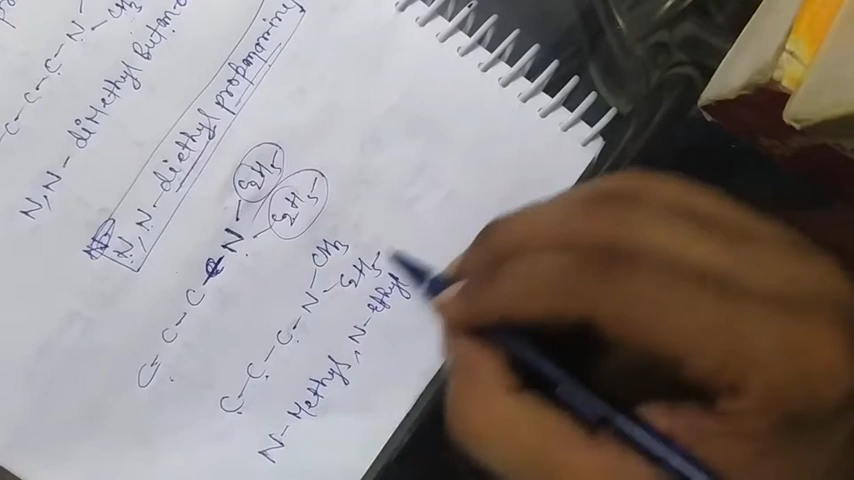 C-C-C-N-CH3
N,N-diMethyl Butan
N,N-diethyl propanamine
C-C-C-N-C2H5
C2H5
C-C-C-N-CH3
C2H5
N-Methyl, N-ethyl